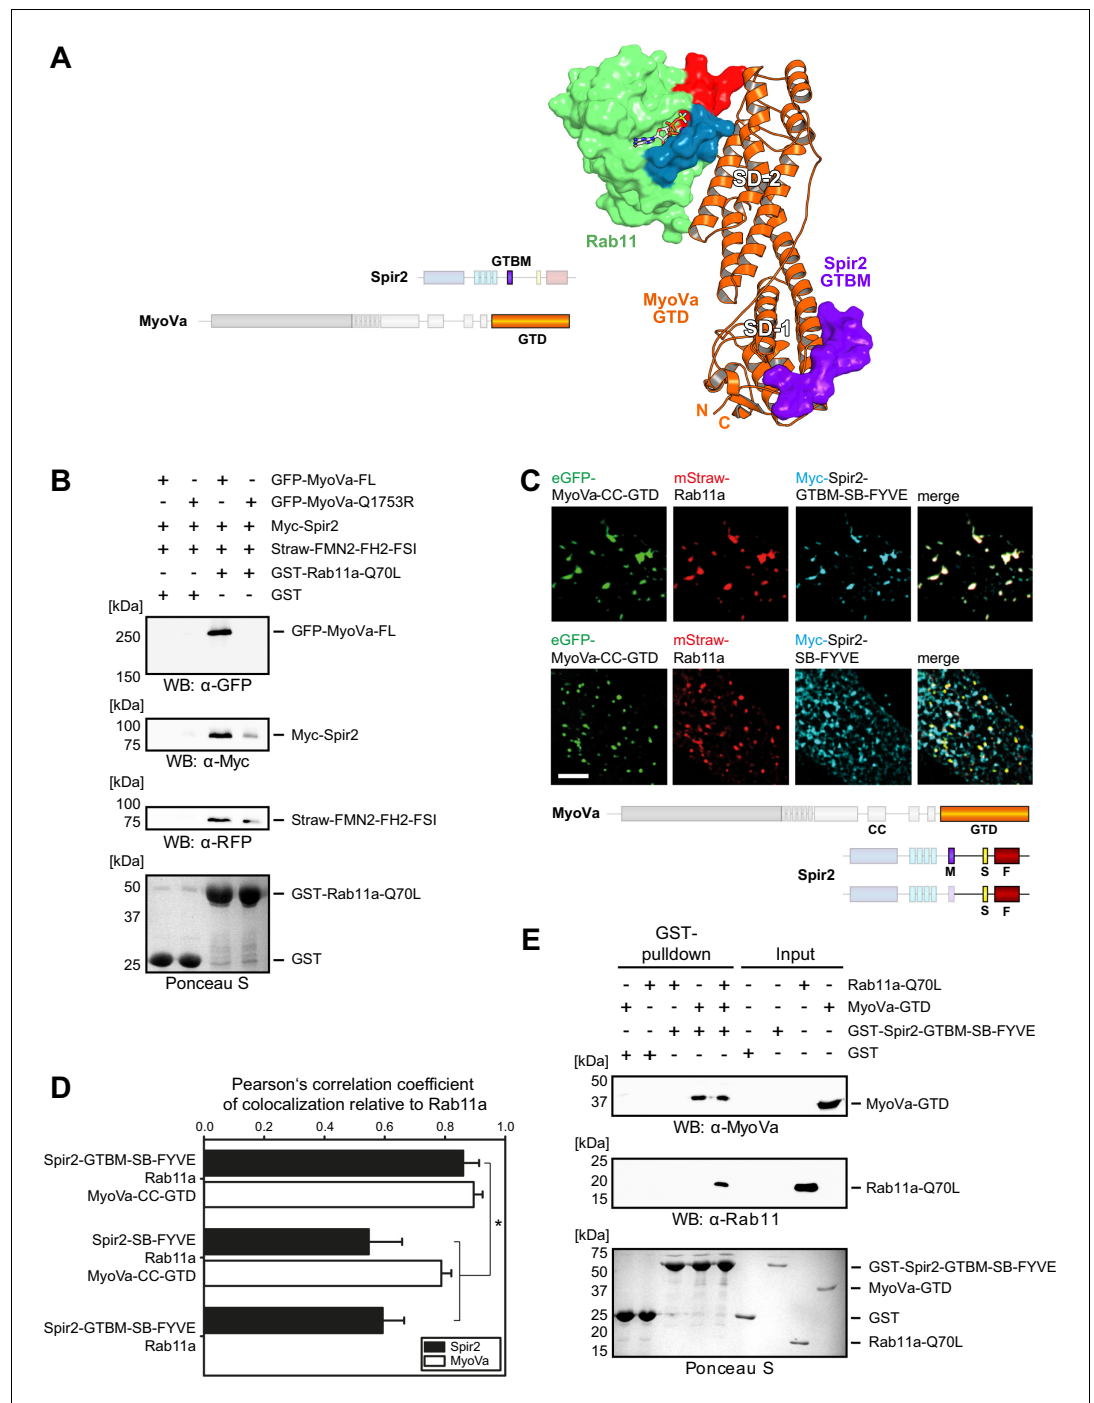 A
SD-2
Rab11
GTBM
Spir2
Spir2
GTBM
MyoVa
GTD
MyoVa
SD-1
GTD
N
C
B
+ - + - GFP-MyoVa-FL
- + - + GFP-MyoVa-Q1753R
+ + + + Myc-Spir2
+ + + + Straw-FMN2-FH2-FSI
- - + + GST-Rab11a-Q70L
+ + - - GST
[kDa]
250
GFP-MyoVa-FL
150
WB: α-GFP
[kDa]
100
75
Myc-Spir2
WB: α-Myc
100
75
Straw-FMN2-FH2-FSI
WB: α-RFP
[kDa]
50
GST-Rab11a-Q70L
37
25
GST
Ponceau S
C
eGFP-
MyoVa-CC-GTD
mStraw-
Rab11a
Myc-Spir2-
GTBM-SB-FYVE
merge
eGFP-
MyoVa-CC-GTD
mStraw-
Rab11a
Myc-Spir2-
SB-FYVE
merge
MyoVa
CC
GTD
Spir2
M
S
F
S
F
D
Pearson‘s correlation coefficient
of colocalization relative to Rab11a
0.0 0.2 0.4 0.6 0.8 1.0
Spir2-GTBM-SB-FYVE
Rab11a
MyoVa-CC-GTD
*
Spir2-SB-FYVE
Rab11a
MyoVa-CC-GTD
Spir2-GTBM-SB-FYVE
Rab11a
Spir2
MyoVa
E
GST-
pulldown
Input
- + + - + - - + - Rab11a-Q70L
+ - - + + - - - + MyoVa-GTD
- - + + + - + - - GST-Spir2-GTBM-SB-FYVE
+ + - - - + - - - GST
[kDa]
50
37
MyoVa-GTD
WB: α-MyoVa
[kDa]
25
20
15
Rab11a-Q70L
WB: α-Rab11
[kDa]
75
50
GST-Spir2-GTBM-SB-FYVE
37
MyoVa-GTD
25
GST
20
15
Rab11a-Q70L
Ponceau S